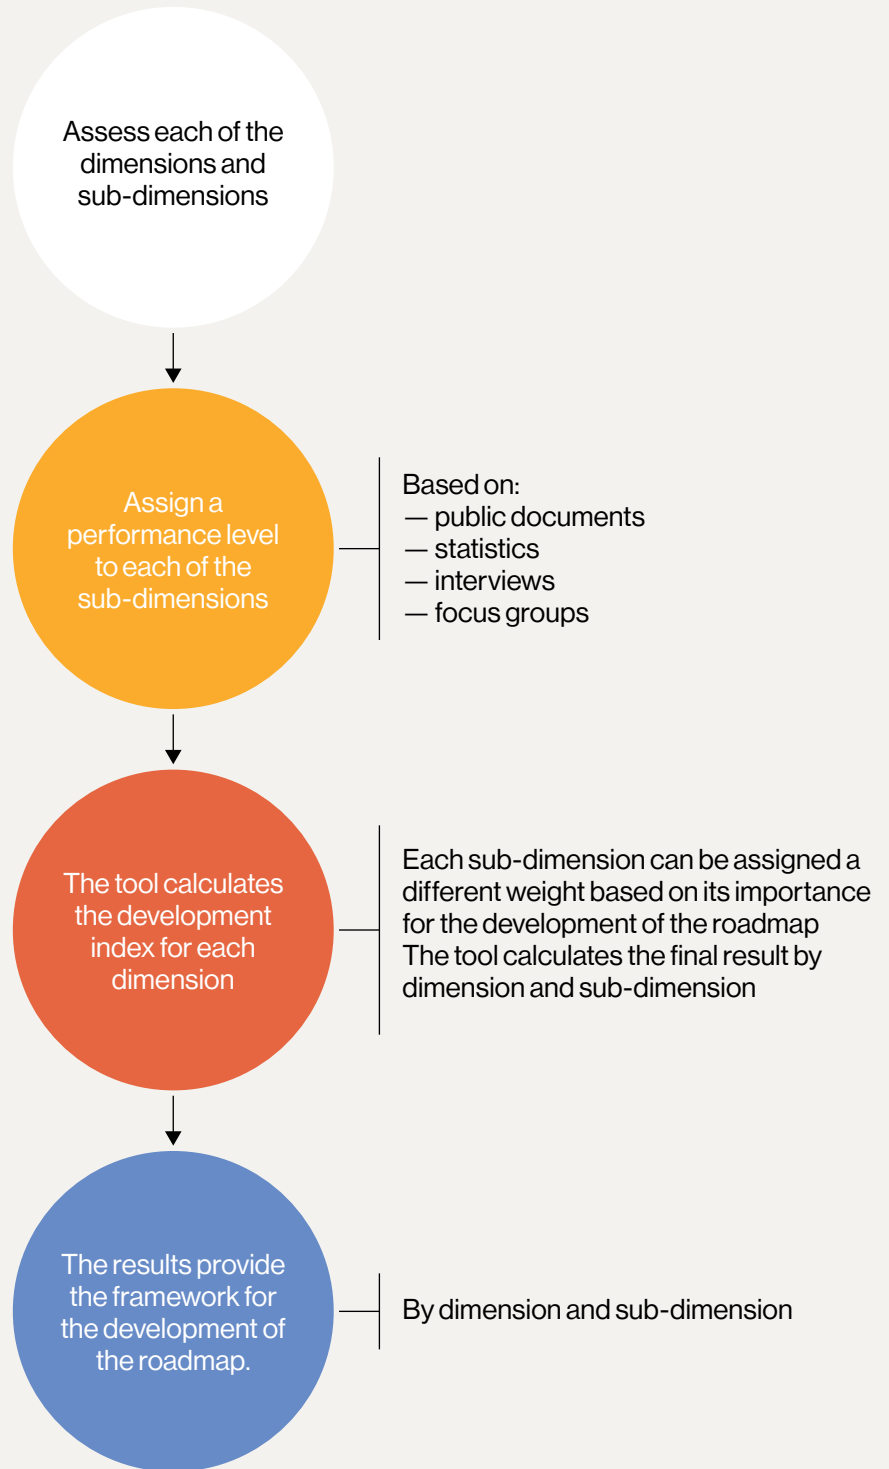 Assess each of the
dimensions and
sub-dimensions
Assign a
performance level
to each of the
sub-dimensions
Based on:
— public documents
— statistics
— interviews
— focus groups
The tool calculates
the development
index for each
dimension
Each sub-dimension can be assigned a
different weight based on its importance
for the development of the roadmap
The tool calculates the final result by
dimension and sub-dimension
The results provide
the framework for
the development of
the roadmap.
By dimension and sub-dimension